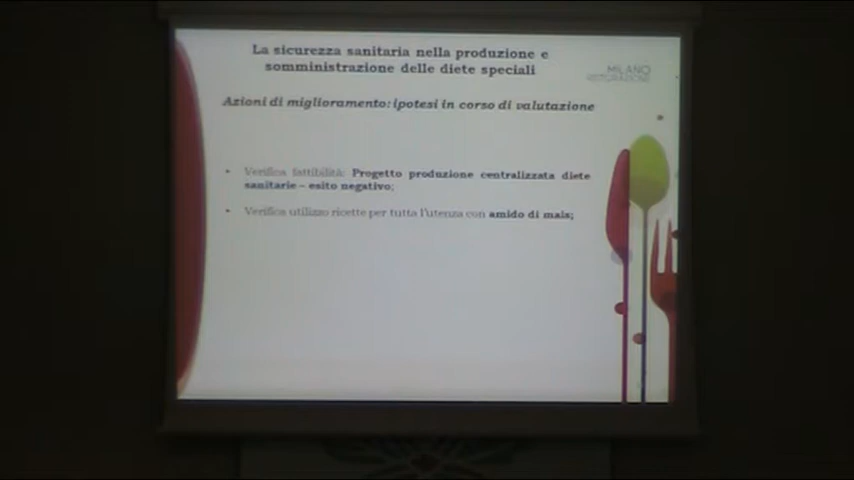 La sicurezza sanitaria nella produzione e
somministrazione delle diete speciali
MILANO
RISTORAZIONE
Azioni di miglioramento: ipotesi in corso di valutazione
• Verifica fattibilità: Progetto produzione centralizzata diete
sanitarie – esito negativo;
• Verifica utilizzo ricette per tutta l'utenza con amido di mais;